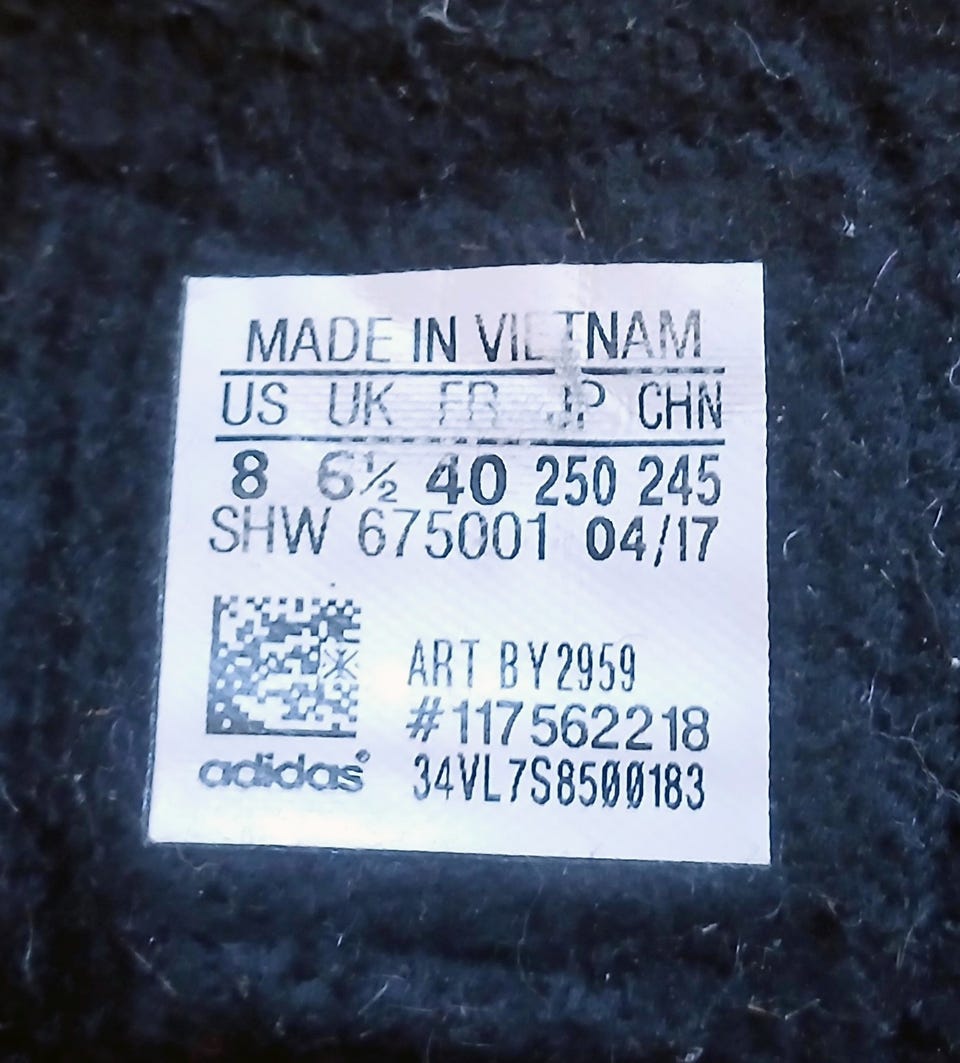 MADE IN VIETNAM
US UK FR JP CHN
8 6½ 40 250 245
SHW 675001 04/17
ART BY2959
#117562218
adidas®
34VL7S8500183